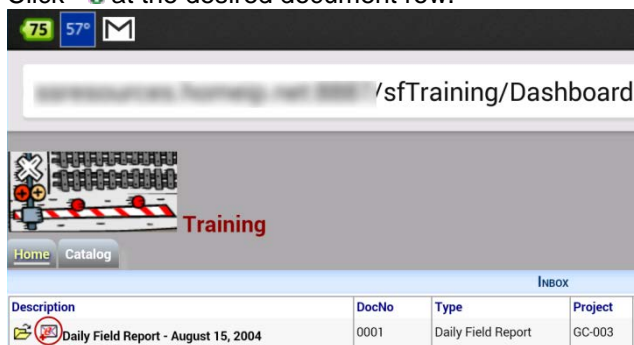 at the desired document row.
75 57°
/sfTraining/Dashboard
Training
Home Catalog
INBOX
Description DocNo Type Project
Daily Field Report - August 15, 2004 0001 Daily Field Report GC-003